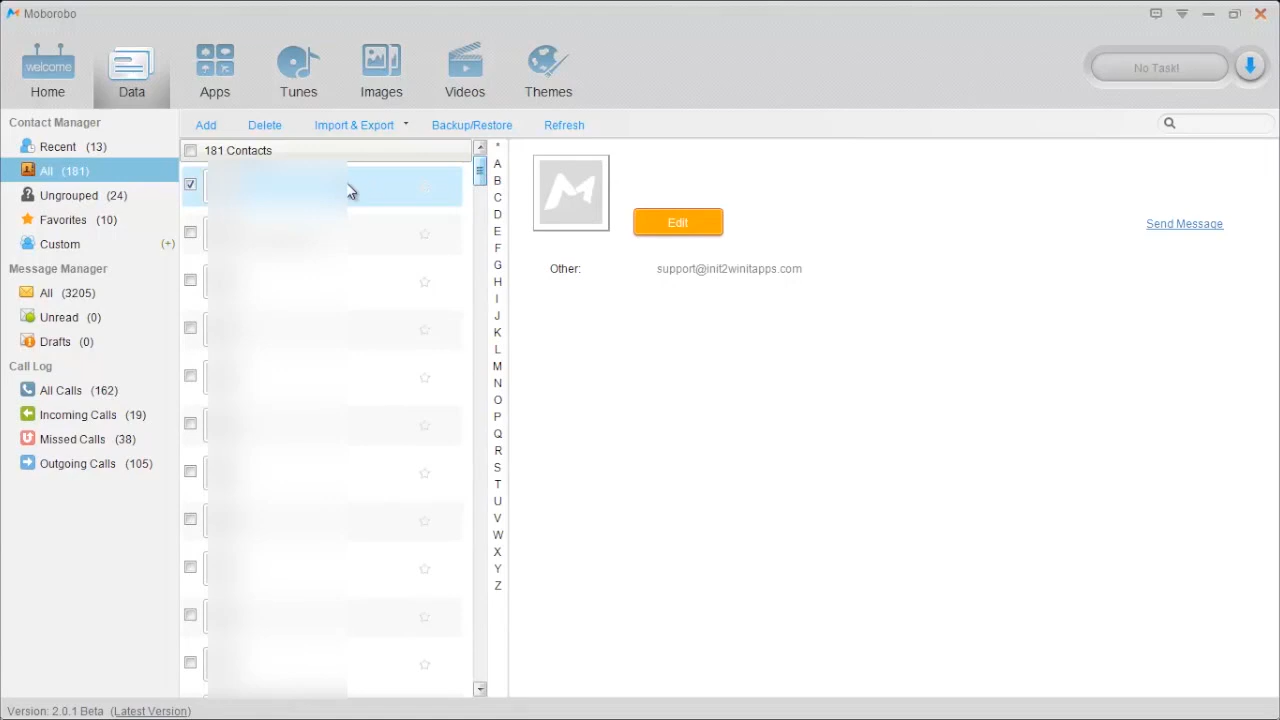 Moborobo
welcome
Home
Data
Apps
Tunes
Images
Videos
Themes
No Task!
Contact Manager
Recent (13)
All (181)
Ungrouped (24)
Favorites (10)
Custom (+)
Message Manager
All (3205)
Unread (0)
Drafts (0)
Call Log
All Calls (162)
Incoming Calls (19)
Missed Calls (38)
Outgoing Calls (105)
Add Delete Import & Export Backup/Restore Refresh
181 Contacts
*
A
B
C
D
E
F
G
H
I
J
K
L
M
N
O
P
Q
R
S
T
U
V
W
X
Y
Z
Edit
Send Message
Other: support@init2winitapps.com
Version: 2.0.1 Beta (Latest Version)